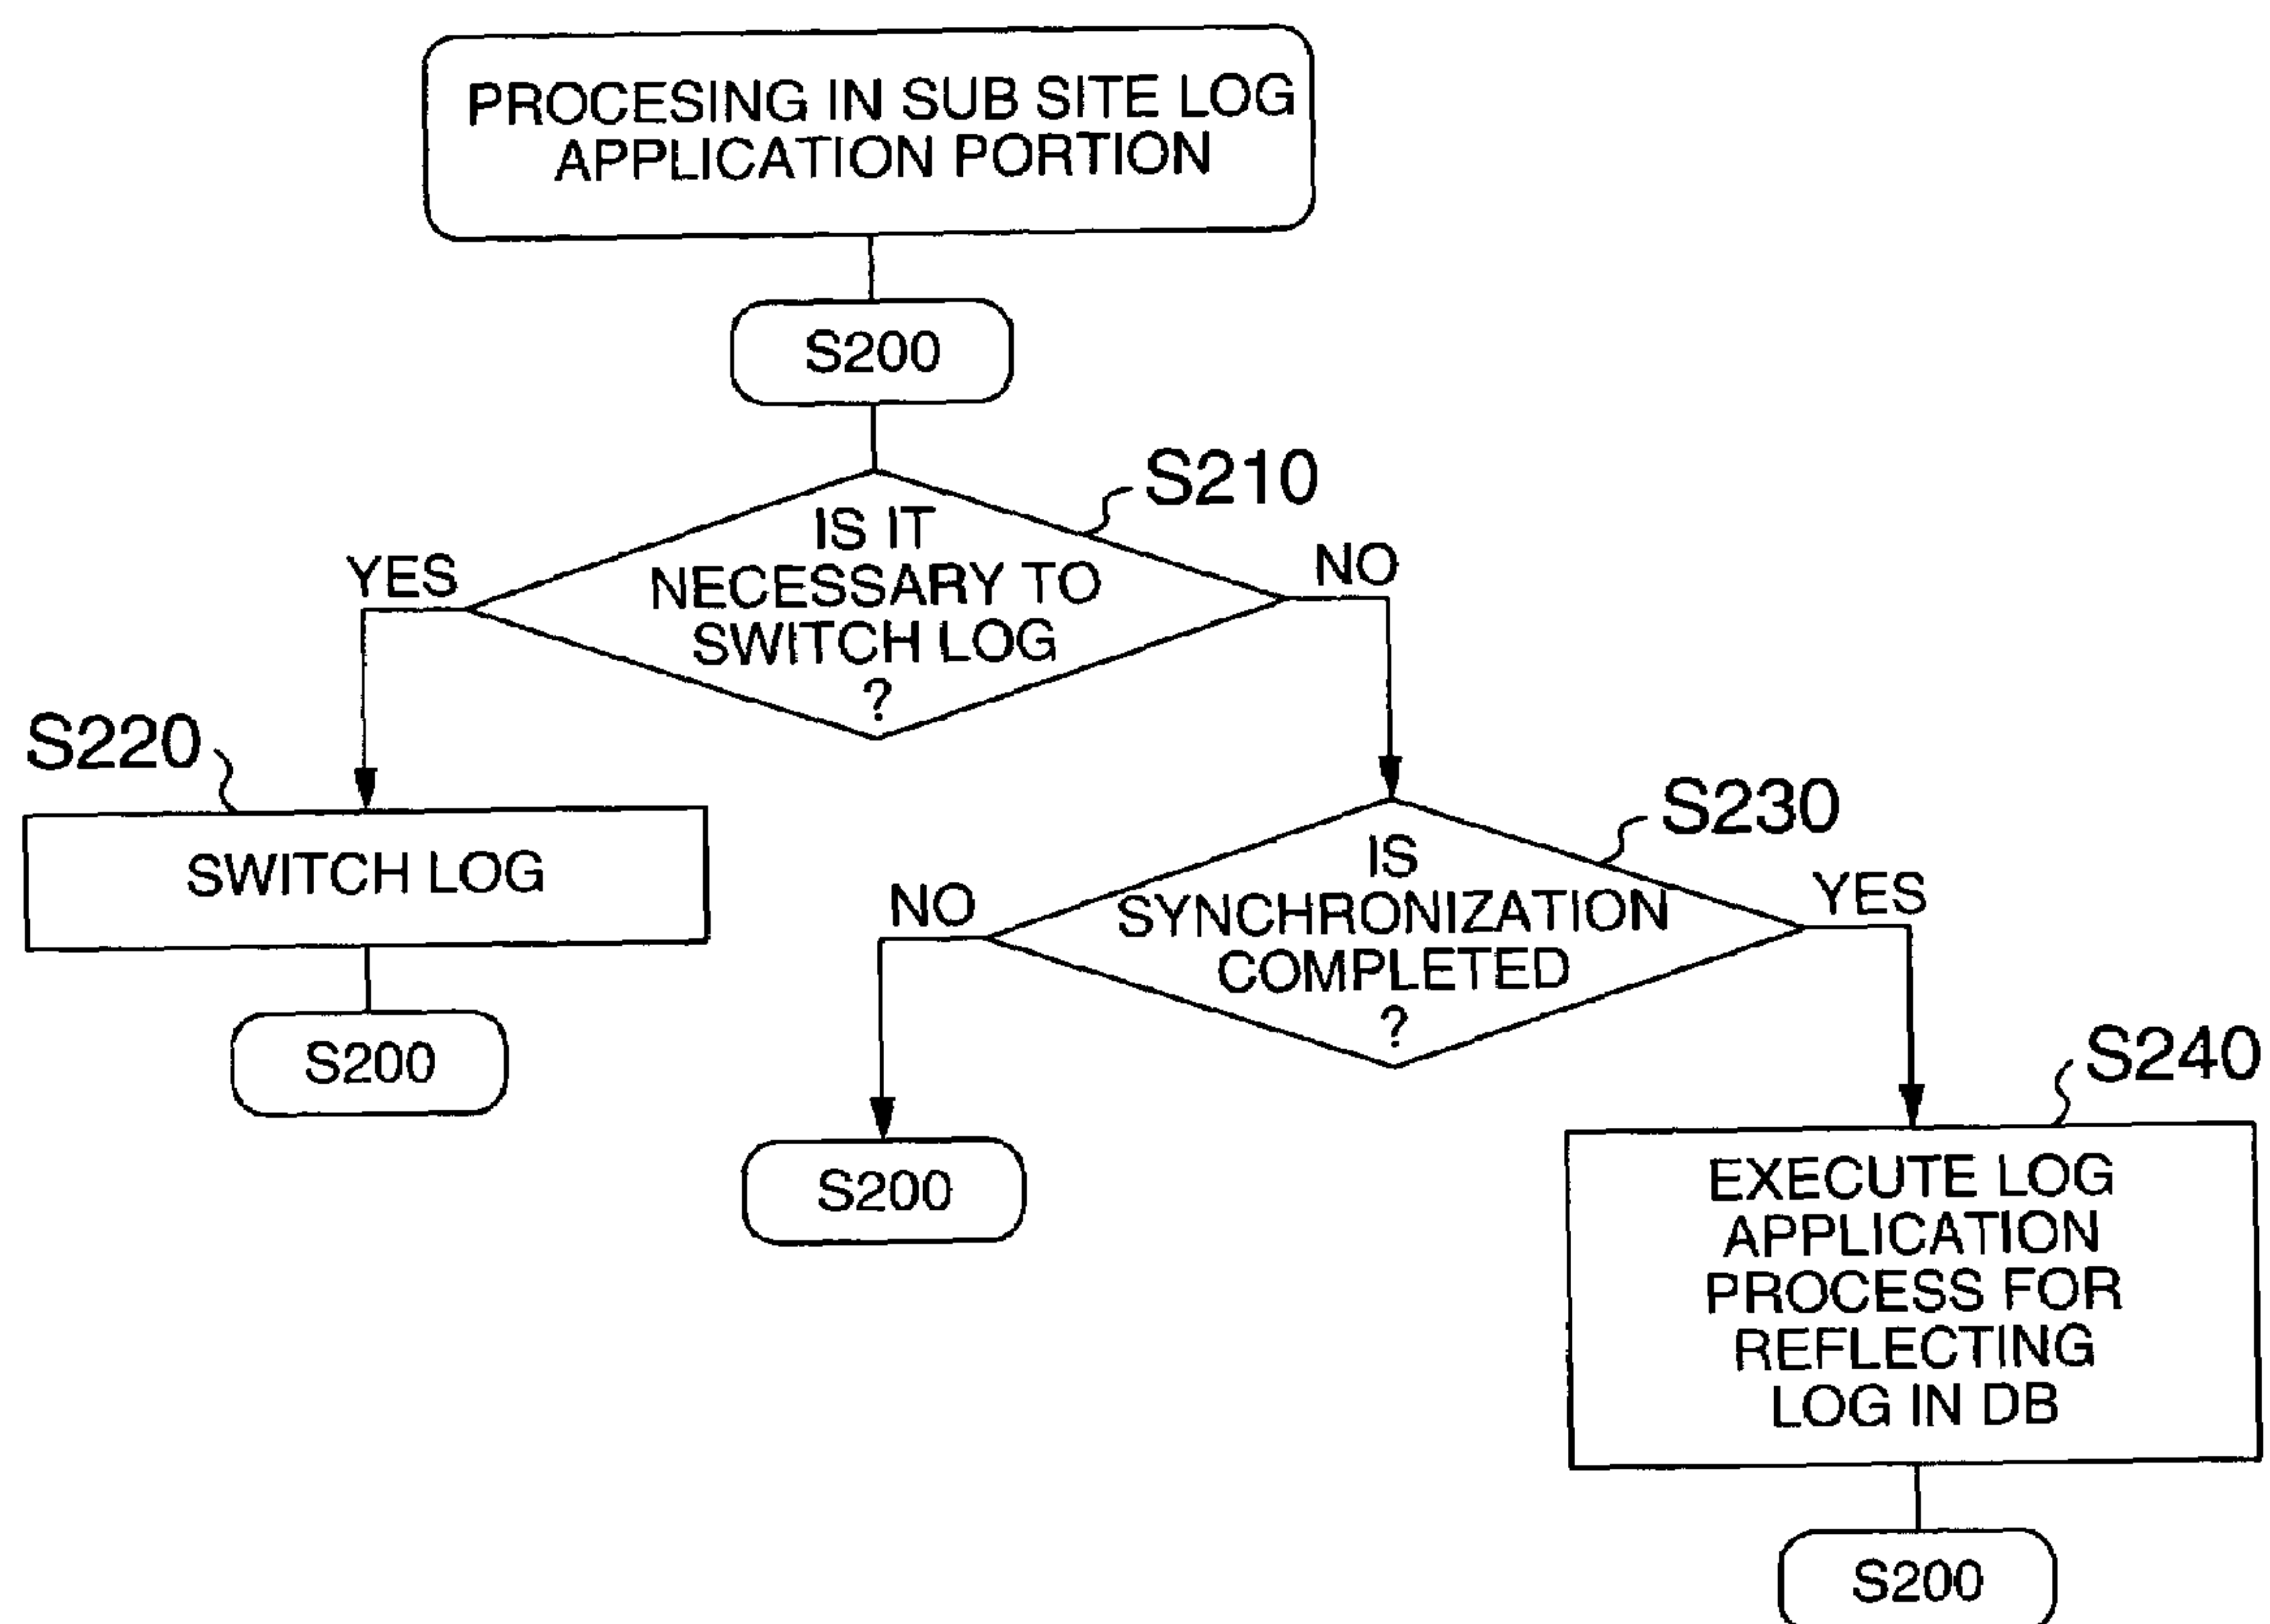 PROCESING IN SUB SITE LOG
APPLICATION PORTION
S200
S210
IS IT
NECESSARY TO
SWITCH LOG
?
YES
NO
S220
SWITCH LOG
S200
S230
IS
SYNCHRONIZATION
COMPLETED
?
NO
YES
S200
S240
EXECUTE LOG
APPLICATION
PROCESS FOR
REFLECTING
LOG IN DB
S200